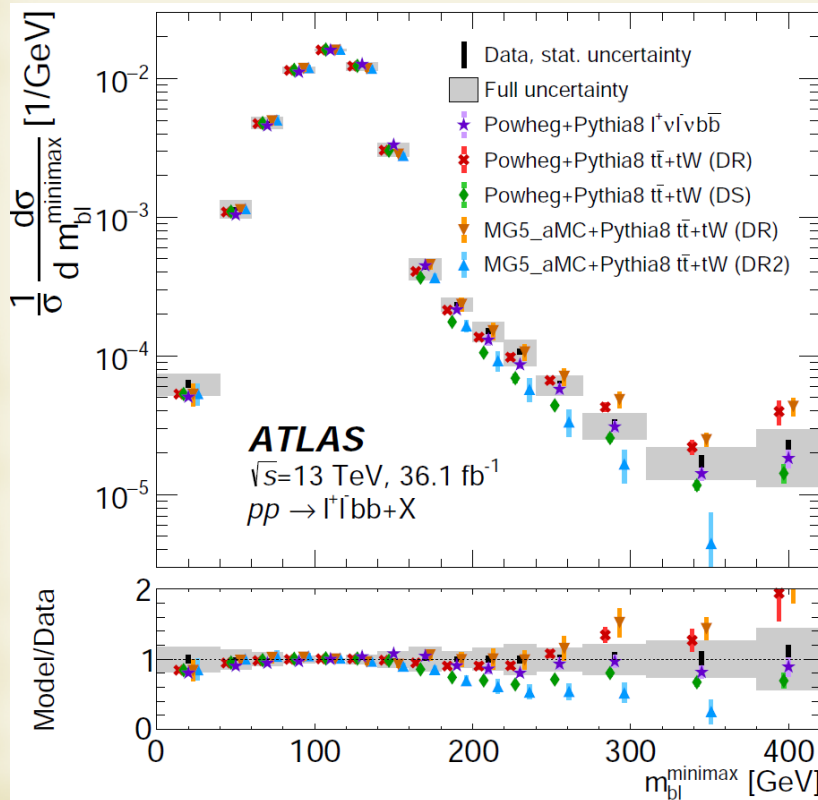 1/σ dσ/d m_bl^minimax [1/GeV]
10⁻²
10⁻³
10⁻⁴
10⁻⁵
Data, stat. uncertainty
Full uncertainty
Powheg+Pythia8 l⁺νl⁻νbb̄
Powheg+Pythia8 tt̄+tW (DR)
Powheg+Pythia8 tt̄+tW (DS)
MG5_aMC+Pythia8 tt̄+tW (DR)
MG5_aMC+Pythia8 tt̄+tW (DR2)
ATLAS
√s=13 TeV, 36.1 fb⁻¹
pp → l⁺l⁻bb+X
Model/Data
2
1
0
0 100 200 300 400
m_bl^minimax [GeV]